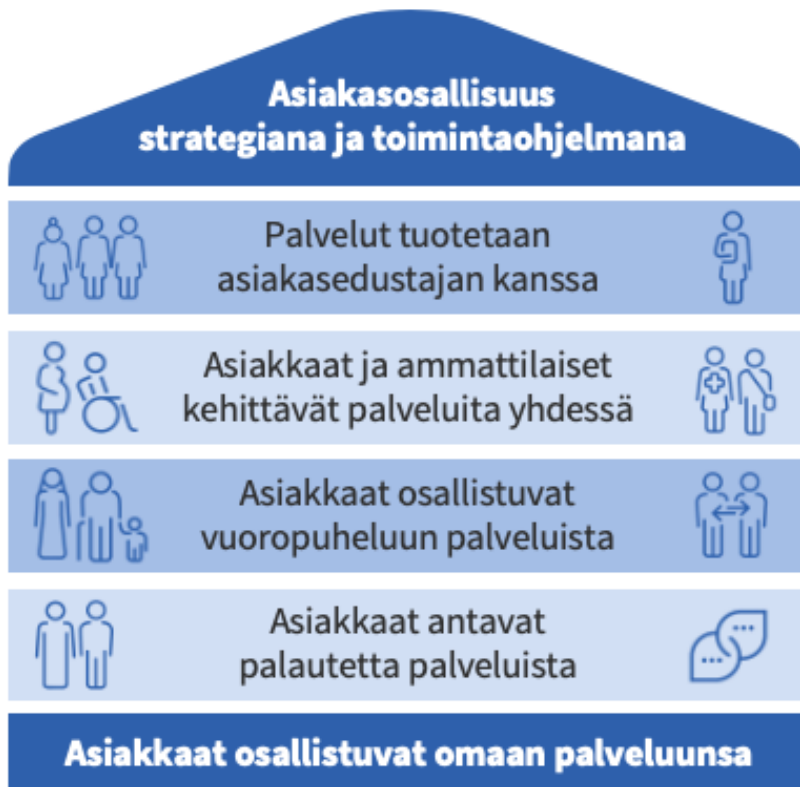 Asiakasosallisuus
strategiana ja toimintaohjelmana
Palvelut tuotetaan
asiakasedustajan kanssa
Asiakkaat ja ammattilaiset
kehittävät palveluita yhdessä
Asiakkaat osallistuvat
vuoropuheluun palveluista
Asiakkaat antavat
palautetta palveluista
Asiakkaat osallistuvat omaan palveluunsa